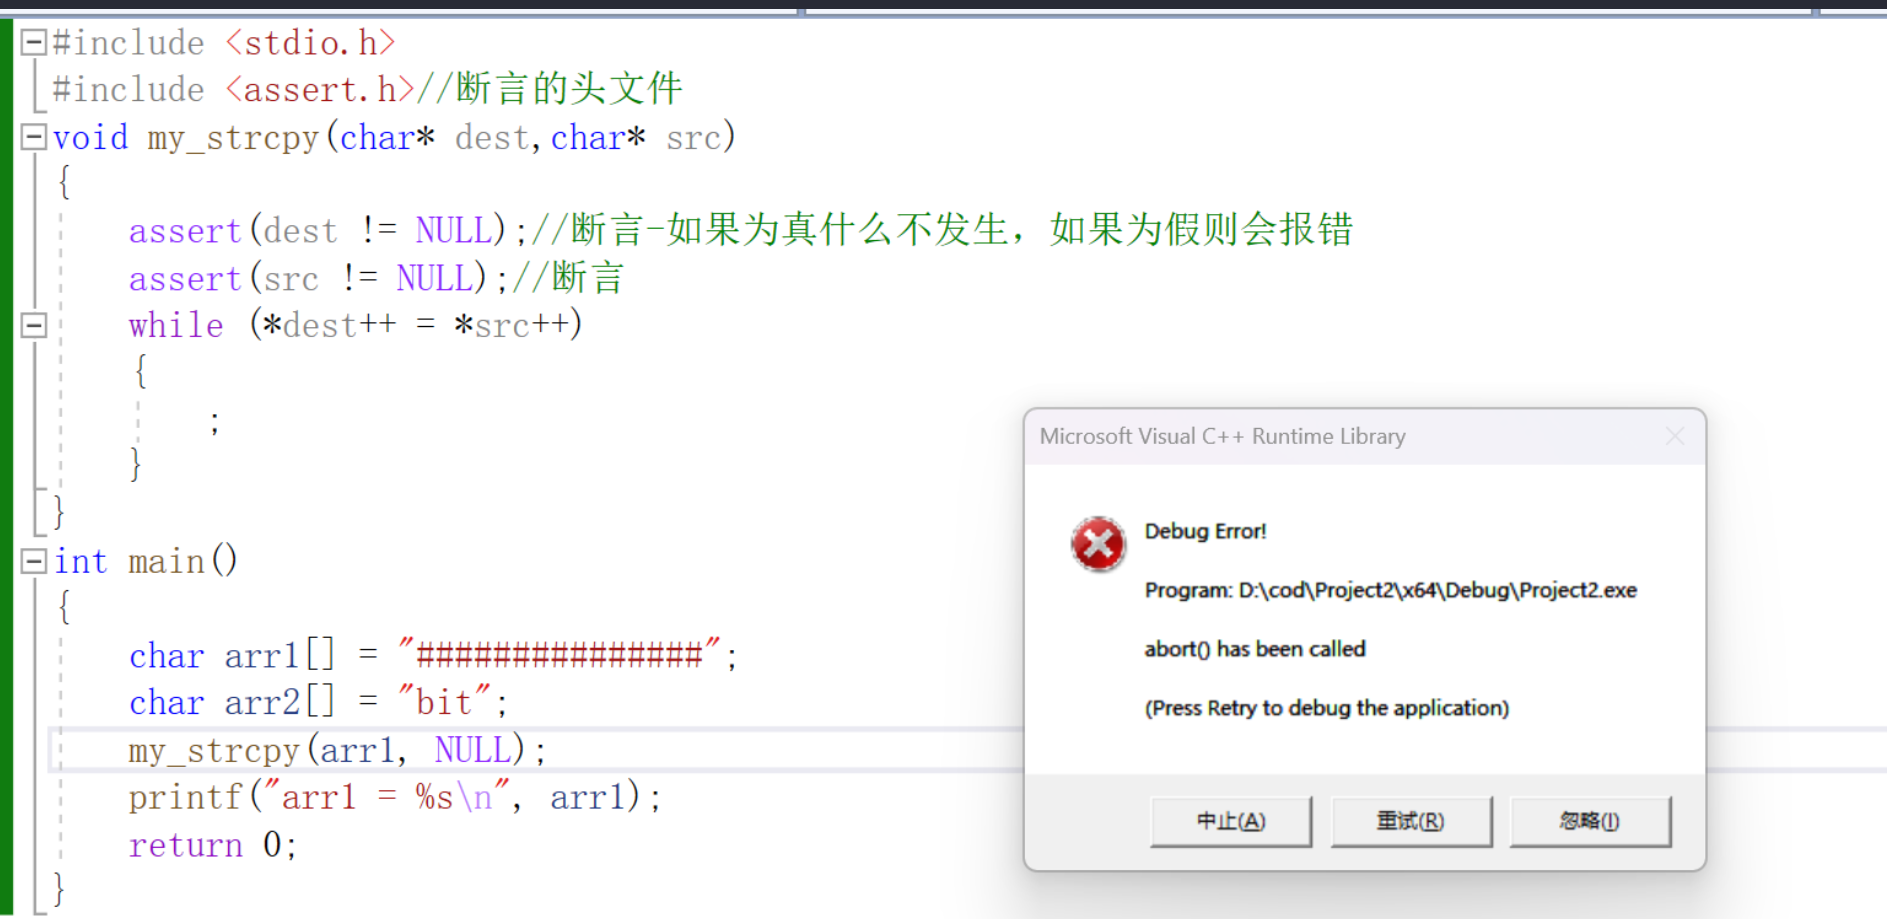 #include <stdio.h>
#include <assert.h>//断言的头文件
void my_strcpy(char* dest,char* src)
{
assert(dest != NULL);//断言-如果为真什么不发生，如果为假则会报错
assert(src != NULL);//断言
while (*dest++ = *src++)
{
;
}
}
int main()
{
char arr1[] = "###############";
char arr2[] = "bit";
my_strcpy(arr1, NULL);
printf("arr1 = %s\n", arr1);
return 0;
}
Microsoft Visual C++ Runtime Library
Debug Error!
Program: D:\cod\Project2\x64\Debug\Project2.exe
abort() has been called
(Press Retry to debug the application)
中止(A)
重试(R)
忽略(I)